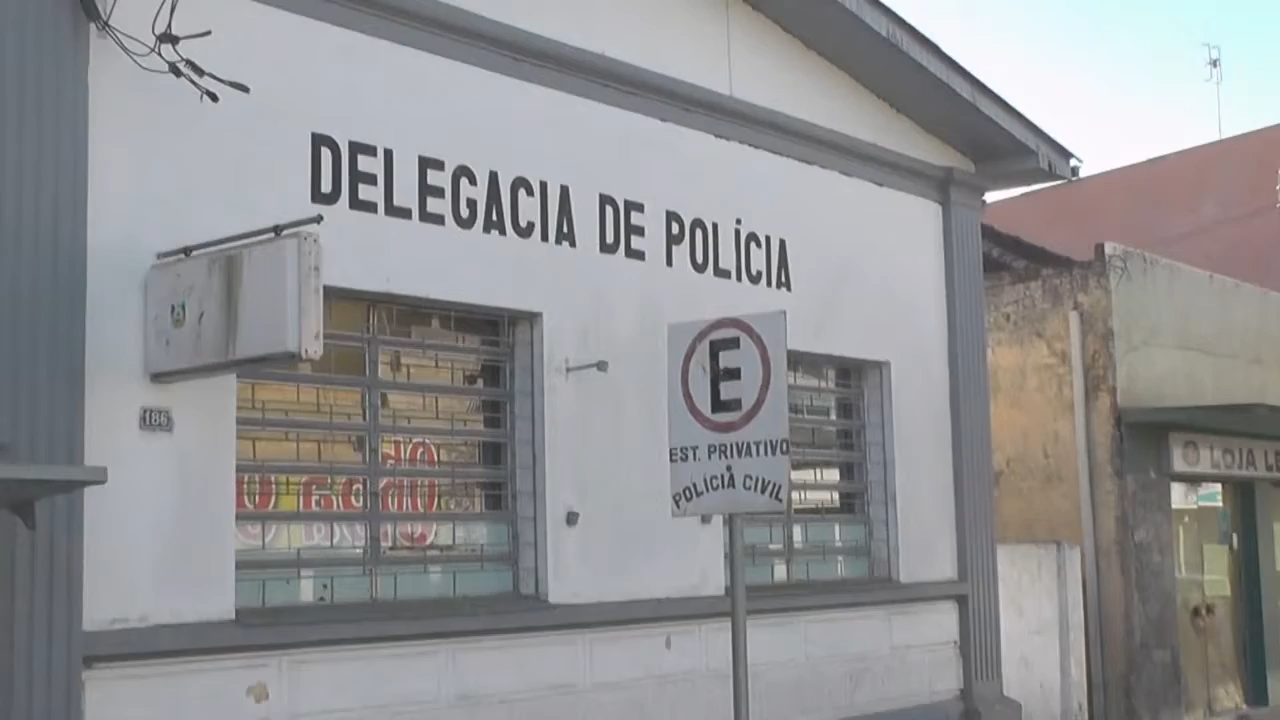 DELEGACIA DE POLÍCIA
186
E
EST. PRIVATIVO
POLÍCIA CIVIL
LOJA